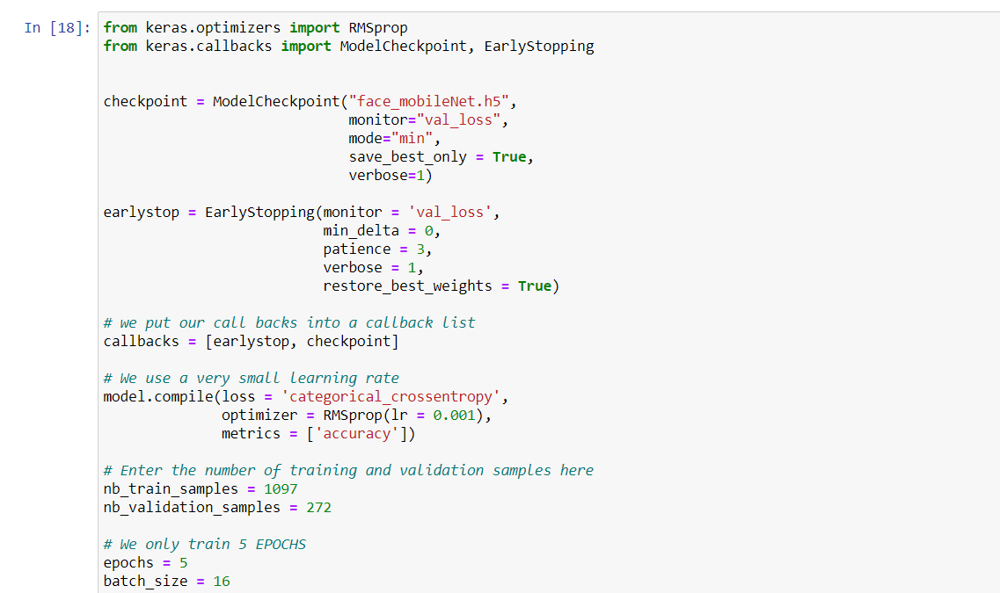 In [18]: from keras.optimizers import RMSprop
from keras.callbacks import ModelCheckpoint, EarlyStopping
checkpoint = ModelCheckpoint("face_mobileNet.h5",
monitor="val_loss",
mode="min",
save_best_only = True,
verbose=1)
earlystop = EarlyStopping(monitor = 'val_loss',
min_delta = 0,
patience = 3,
verbose = 1,
restore_best_weights = True)
# we put our call backs into a callback list
callbacks = [earlystop, checkpoint]
# We use a very small learning rate
model.compile(loss = 'categorical_crossentropy',
optimizer = RMSprop(lr = 0.001),
metrics = ['accuracy'])
# Enter the number of training and validation samples here
nb_train_samples = 1097
nb_validation_samples = 272
# We only train 5 EPOCHS
epochs = 5
batch_size = 16